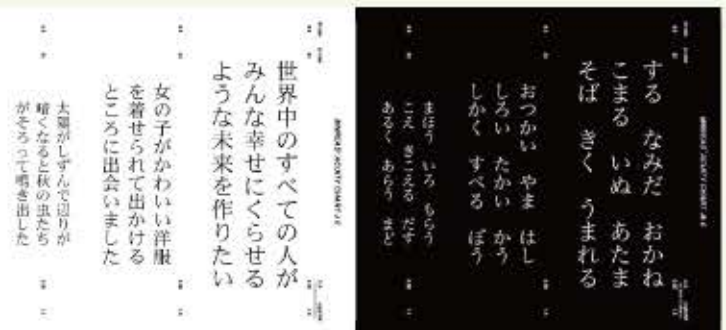 世界中のすべての人が
みんな幸せにくらせる
ような未来を作りたい
女の子がかわいい洋服
を着せられて出かける
ところに出会いました
太陽がしずんで辺りが
暗くなると秋の虫たち
がそろって鳴き出した
する なみだ おかね
こまる いぬ あたま
そば きく うまれる
おつかい やま はし
しろい たかい かう
しかく すべる ぼう
まほう いろ もらう
こえ きこえる だす
あるく あらう まど